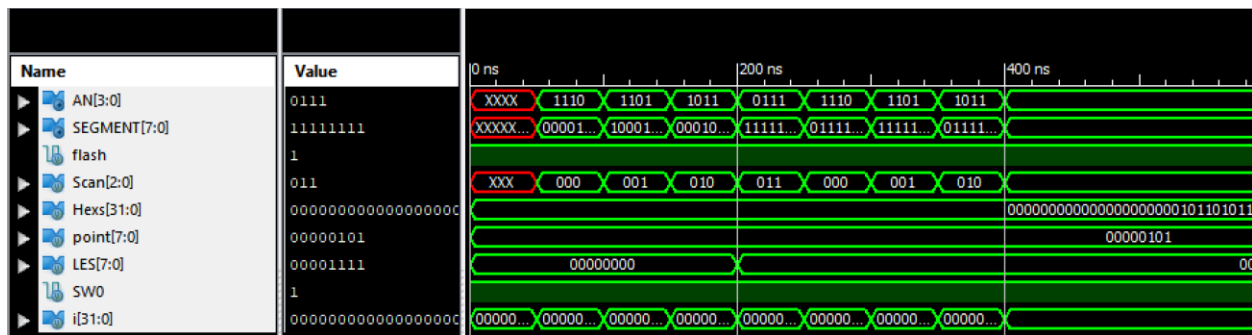 Name Value 0 ns 200 ns 400 ns
AN[3:0] 0111 XXXX 1110 1101 1011 0111 1110 1101 1011
SEGMENT[7:0] 11111111 XXXXX... 00001... 10001... 00010... 11111... 01111... 11111... 01111...
flash 1
Scan[2:0] 011 XXX 000 001 010 011 000 001 010
Hexs[31:0] 0000000000000000000 000000000000000000000101101011
point[7:0] 00000101 00000101
LES[7:0] 00001111 00000000 00
SW0 1
i[31:0] 0000000000000000000 00000... 00000... 00000... 00000... 00000... 00000... 00000... 00000...